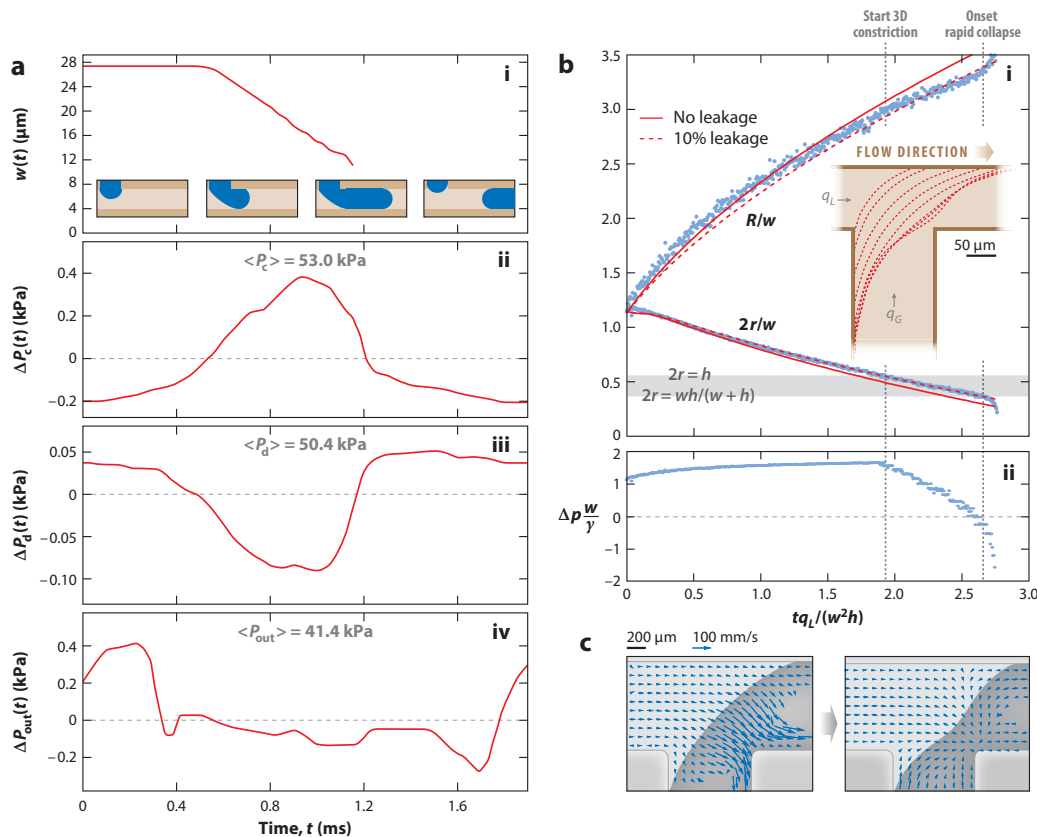 a
i
w(t) (μm)
28
24
20
16
12
8
4
0
ii
<Pc> = 53.0 kPa
ΔPc(t) (kPa)
0.4
0.2
0
−0.2
iii
<Pd> = 50.4 kPa
ΔPd(t) (kPa)
0.05
0
−0.05
−0.10
iv
<Pout> = 41.4 kPa
ΔPout(t) (kPa)
0.4
0.2
0
−0.2
0
0.4
0.8
1.2
1.6
Time, t (ms)
Start 3D
constriction
Onset
rapid collapse
b
i
3.5
3.0
2.5
2.0
1.5
1.0
0.5
0
No leakage
10% leakage
FLOW DIRECTION
qL
qG
50 μm
R/w
2r/w
2r = h
2r = wh/(w + h)
ii
Δp w/γ
2
1
0
−1
−2
0
0.5
1.0
1.5
2.0
2.5
3.0
tqL/(w²h)
c
200 μm
100 mm/s